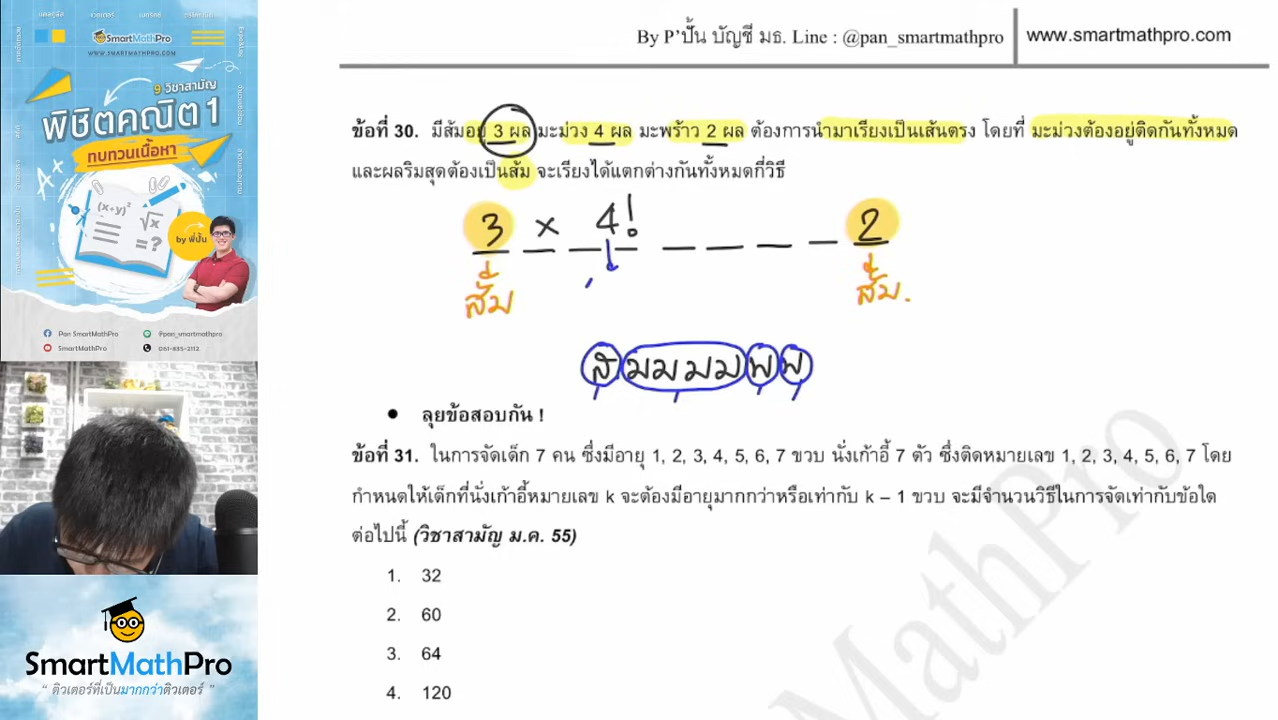 SmartMathPro
WWW.SMARTMATHPRO.COM
9 วิชาสามัญ
พิชิตคณิต 1
ทบทวนเนื้อหา
(x+y)²
√x
=?
A+
by พี่ปั้น
Pan SmartMathPro
@pan_smartmathpro
SmartMathPro
061-935-2112
SmartMathPro
“ ติวเตอร์ที่เป็นมากกว่าติวเตอร์ ”
By P’ปั้น บัญชี มธ. Line : @pan_smartmathpro
www.smartmathpro.com
ข้อที่ 30. มีส้มอยู่ 3 ผล มะม่วง 4 ผล มะพร้าว 2 ผล ต้องการนำมาเรียงเป็นเส้นตรง โดยที่ มะม่วงต้องอยู่ติดกันทั้งหมด
และผลริมสุดต้องเป็นส้ม จะเรียงได้แตกต่างกันทั้งหมดกี่วิธี
3 × 4! 2
ส้ม ส้ม.
ส ม ม ม ม พ พ
• ลุยข้อสอบกัน !
ข้อที่ 31. ในการจัดเด็ก 7 คน ซึ่งมีอายุ 1, 2, 3, 4, 5, 6, 7 ขวบ นั่งเก้าอี้ 7 ตัว ซึ่งติดหมายเลข 1, 2, 3, 4, 5, 6, 7 โดย
กำหนดให้เด็กที่นั่งเก้าอี้หมายเลข k จะต้องมีอายุมากกว่าหรือเท่ากับ k – 1 ขวบ จะมีจำนวนวิธีในการจัดเท่ากับข้อใด
ต่อไปนี้ (วิชาสามัญ ม.ค. 55)
1. 32
2. 60
3. 64
4. 120